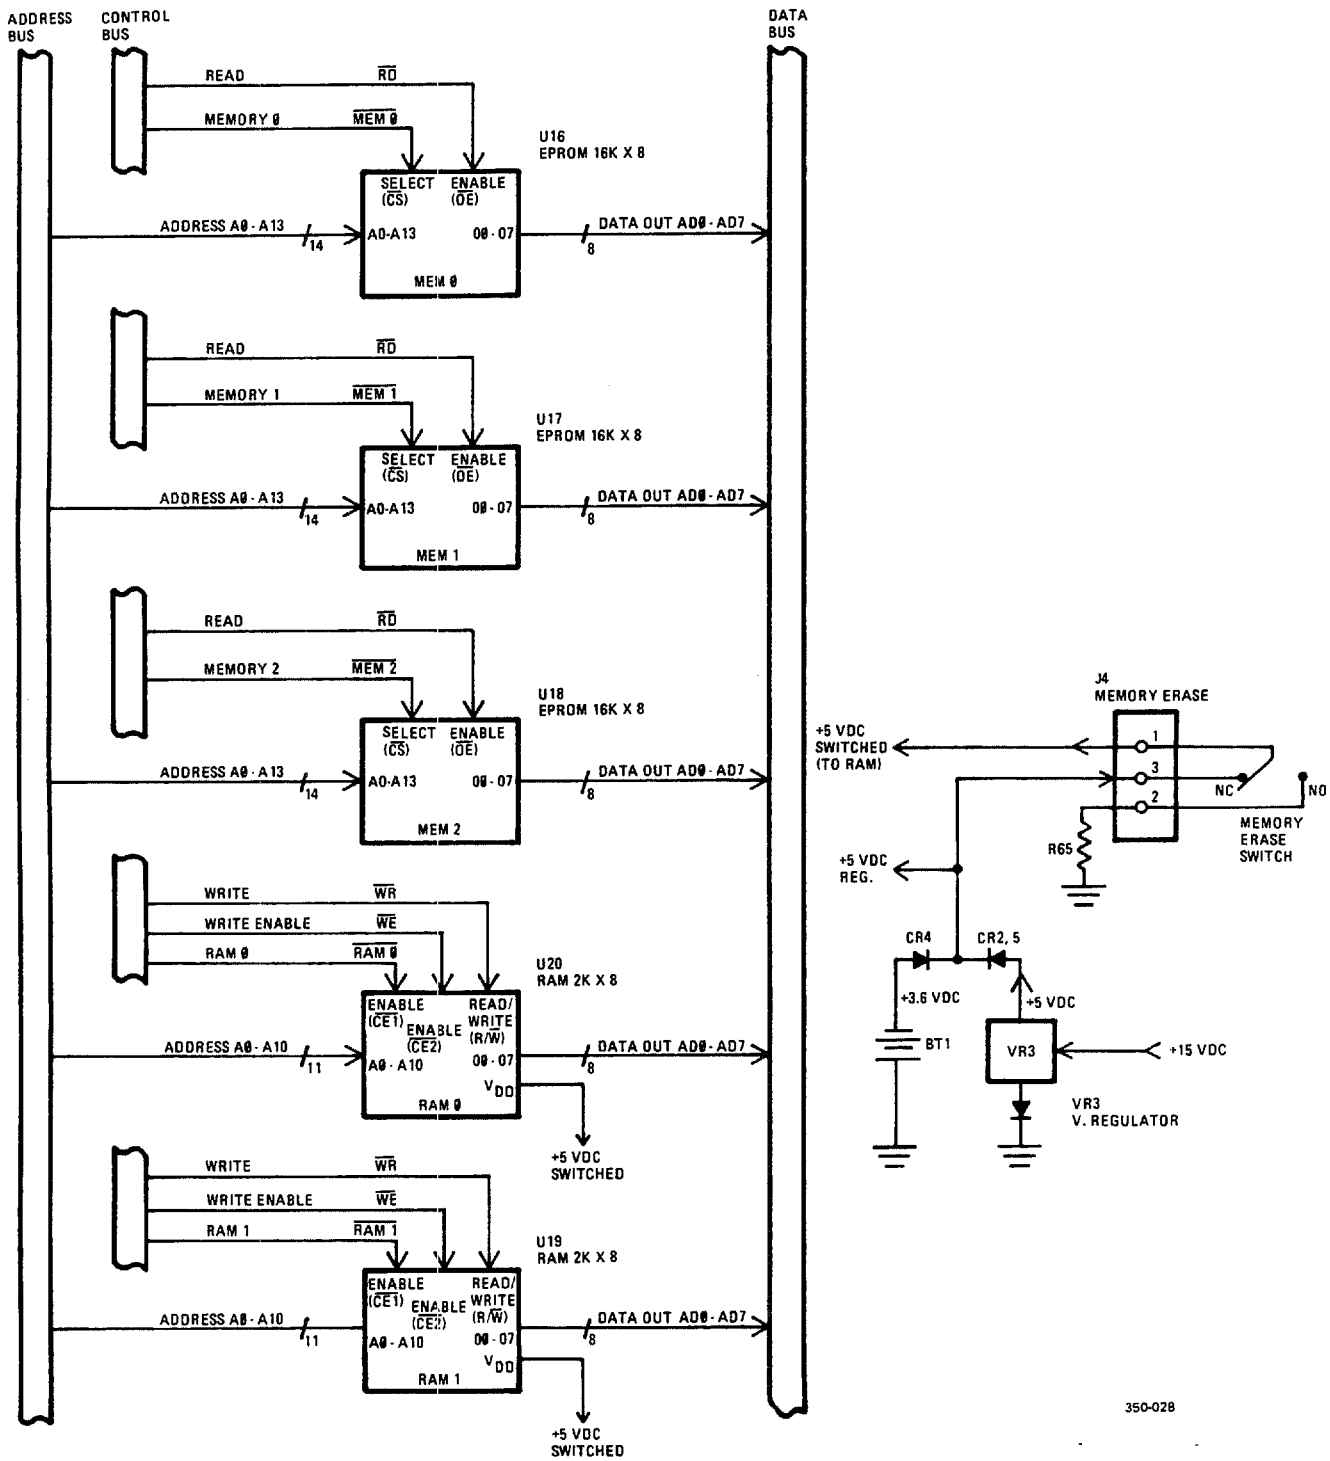 ADDRESS
BUS
CONTROL
BUS
DATA
BUS
READ
RD
MEMORY 0
MEM 0
U16
EPROM 16K X 8
SELECT
(CS)
ENABLE
(OE)
ADDRESS A0 - A13
14
A0-A13
00 - 07
8
DATA OUT AD0 - AD7
MEM 0
READ
RD
MEMORY 1
MEM 1
U17
EPROM 16K X 8
SELECT
(CS)
ENABLE
(OE)
ADDRESS A0 - A13
14
A0-A13
00 - 07
8
DATA OUT AD0 - AD7
MEM 1
READ
RD
MEMORY 2
MEM 2
U18
EPROM 16K X 8
SELECT
(CS)
ENABLE
(OE)
ADDRESS A0 - A13
14
A0-A13
00 - 07
8
DATA OUT AD0 - AD7
MEM 2
WRITE
WR
WRITE ENABLE
WE
RAM 0
RAM 0
U20
RAM 2K X 8
ENABLE
(CE1)
ENABLE
(CE2)
READ/
WRITE
(R/W)
ADDRESS A0 - A10
11
A0 - A10
00 - 07
8
DATA OUT AD0 - AD7
VDD
RAM 0
+5 VDC
SWITCHED
WRITE
WR
WRITE ENABLE
WE
RAM 1
RAM 1
U19
RAM 2K X 8
ENABLE
(CE1)
ENABLE
(CE2)
READ/
WRITE
(R/W)
ADDRESS A0 - A10
11
A0 - A10
00 - 07
8
DATA OUT AD0 - AD7
VDD
RAM 1
+5 VDC
SWITCHED
J4
MEMORY ERASE
+5 VDC
SWITCHED
(TO RAM)
1
3
2
NC
NO
MEMORY
ERASE
SWITCH
R65
+5 VDC
REG.
CR4
CR2, 5
+3.6 VDC
+5 VDC
BT1
VR3
+15 VDC
VR3
V. REGULATOR
350-028